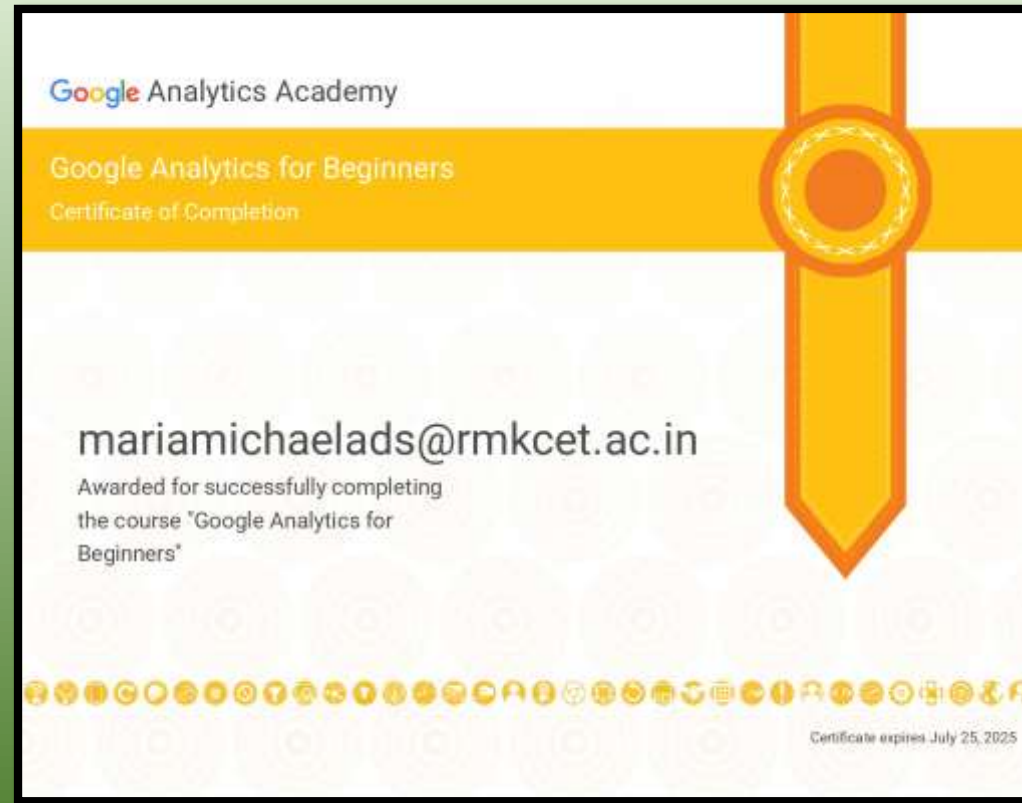 Google Analytics Academy
Google Analytics for Beginners
Certificate of Completion
mariamichaelads@rmkcet.ac.in
Awarded for successfully completing
the course "Google Analytics for
Beginners"
Certificate expires July 25, 2025